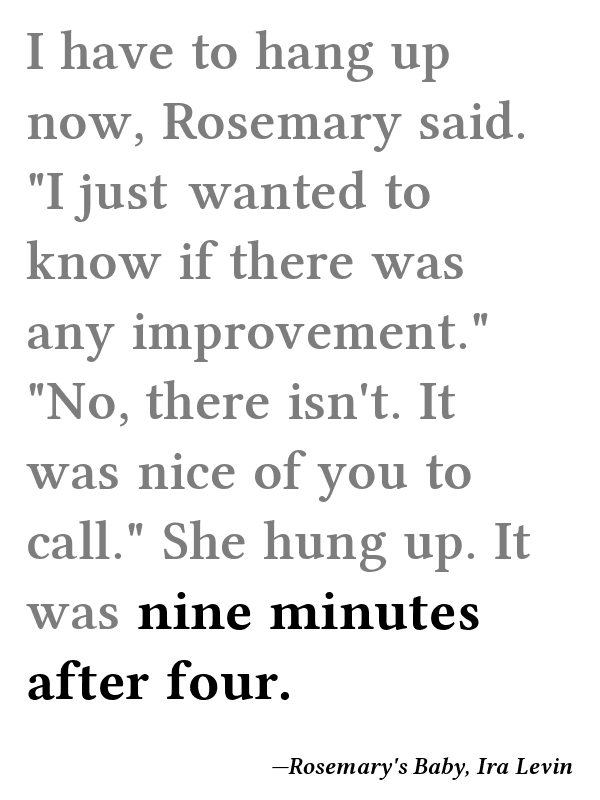 I have to hang up
now, Rosemary said.
"I just wanted to
know if there was
any improvement."
"No, there isn't. It
was nice of you to
call." She hung up. It
was nine minutes
after four.
—Rosemary's Baby, Ira Levin